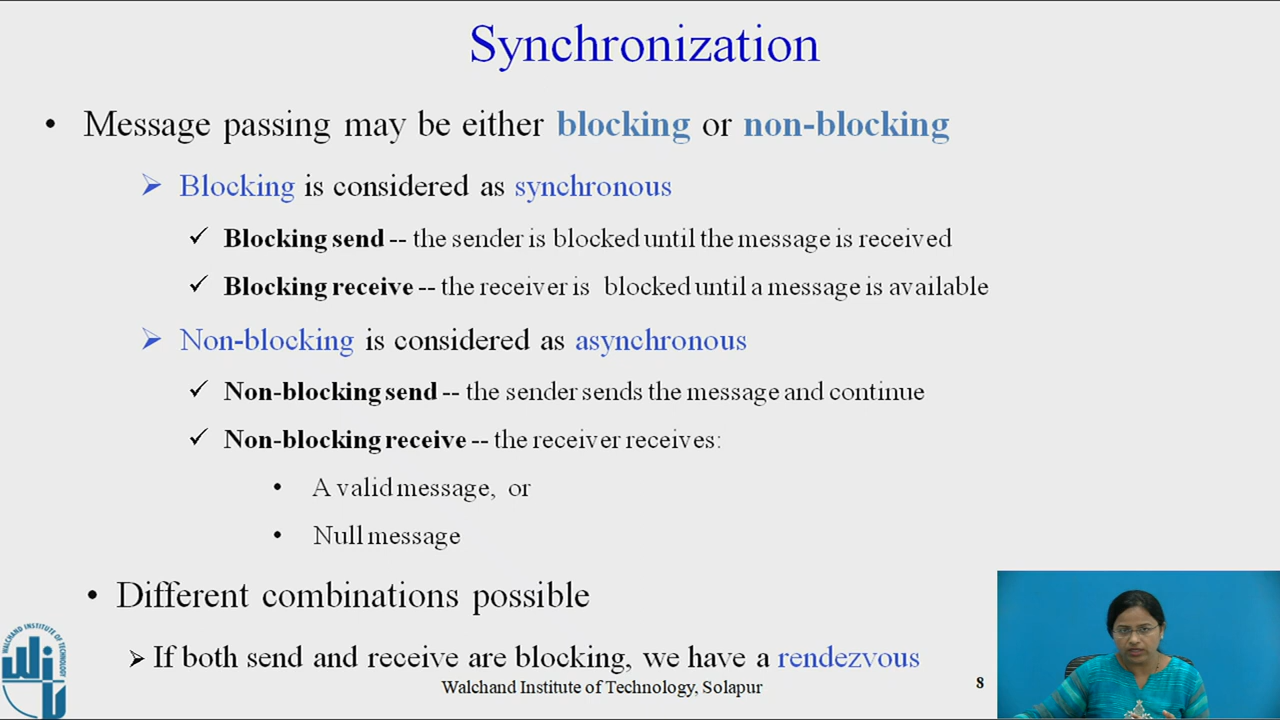 Synchronization
• Message passing may be either blocking or non-blocking
➢ Blocking is considered as synchronous
✓ Blocking send -- the sender is blocked until the message is received
✓ Blocking receive -- the receiver is blocked until a message is available
➢ Non-blocking is considered as asynchronous
✓ Non-blocking send -- the sender sends the message and continue
✓ Non-blocking receive -- the receiver receives:
• A valid message, or
• Null message
• Different combinations possible
➢ If both send and receive are blocking, we have a rendezvous
WALCHAND INSTITUTE OF TECHNOLOGY
Walchand Institute of Technology, Solapur
8